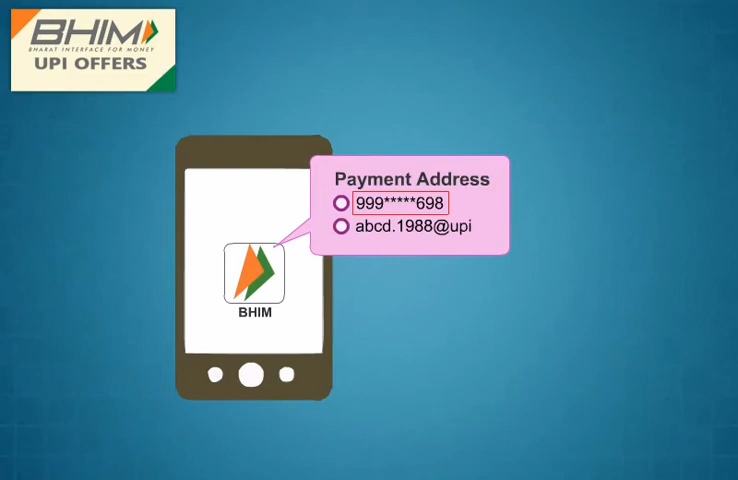 BHIM
BHARAT INTERFACE FOR MONEY
UPI OFFERS
Payment Address
999*****698
abcd.1988@upi
BHIM